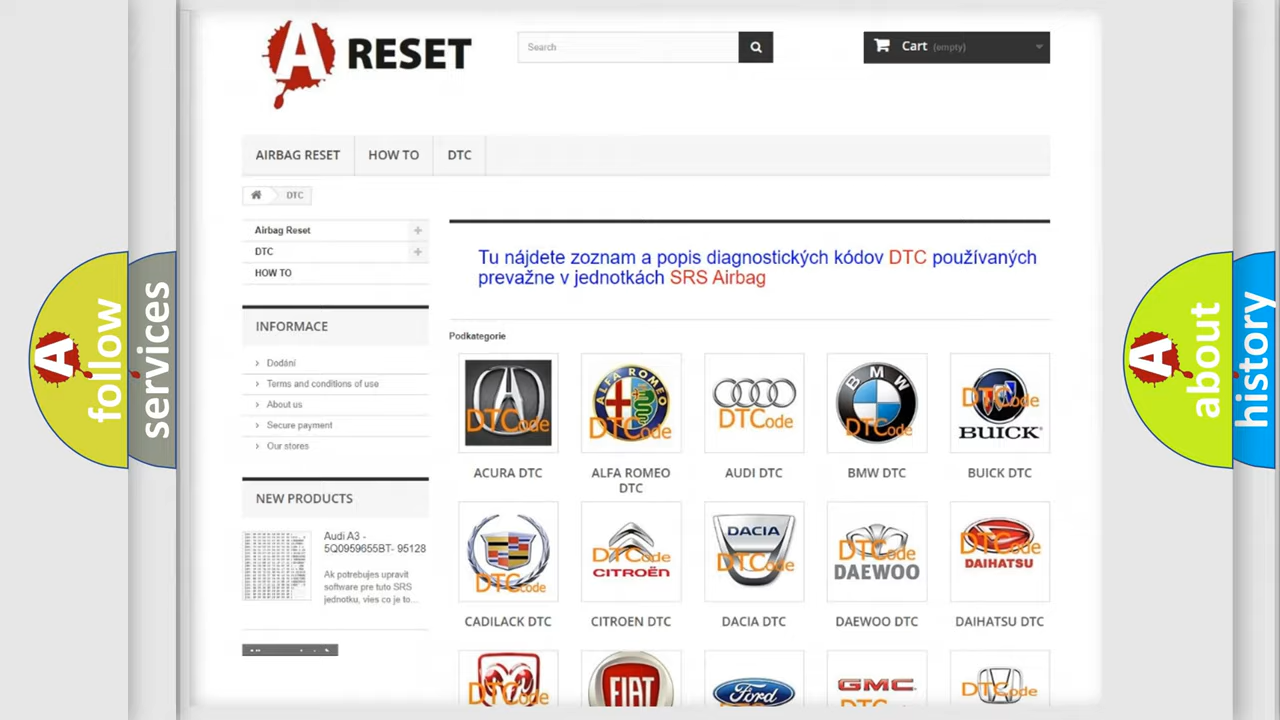 A RESET
Search
Cart (empty)
AIRBAG RESET
HOW TO
DTC
DTC
Airbag Reset
DTC
HOW TO
INFORMACE
Dodání
Terms and conditions of use
About us
Secure payment
Our stores
NEW PRODUCTS
Audi A3 -
5Q0959655BT- 95128
Ak potrebujes upravit
software pre tuto SRS
jednotku, vies co je to...
Tu nájdete zoznam a popis diagnostických kódov DTC používaných
prevažne v jednotkách SRS Airbag
Podkategorie
DTCode
ALFA ROMEO
DTCode
DTCode
BMW
DTCode
DTCode
BUICK
ACURA DTC
ALFA ROMEO
DTC
AUDI DTC
BMW DTC
BUICK DTC
DTCode
DTCode
CITROËN
DACIA
DTCode
DTCode
DAEWOO
DTCode
DAIHATSU
CADILACK DTC
CITROEN DTC
DACIA DTC
DAEWOO DTC
DAIHATSU DTC
DTCode
FIAT
Ford
GMC
DTCode
A follow
services
A about
history